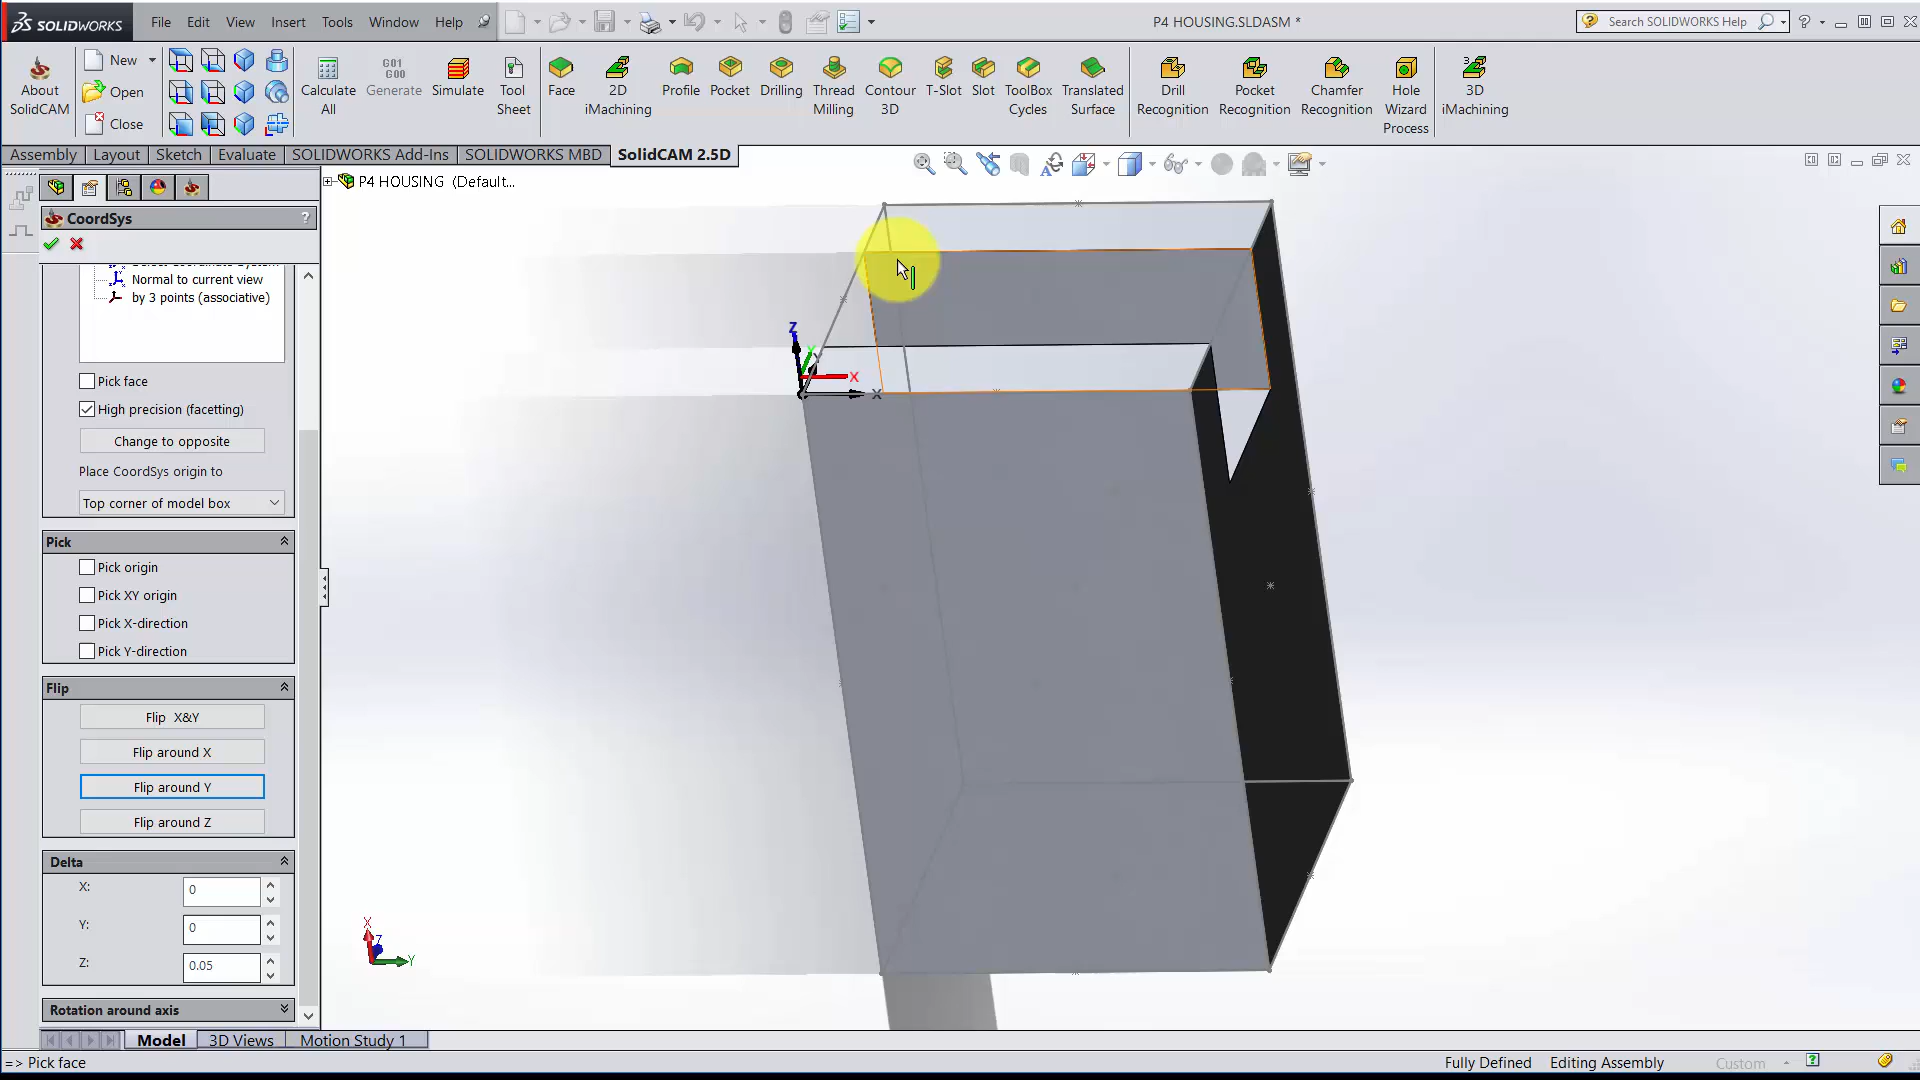 SOLIDWORKS
File Edit View Insert Tools Window Help
P4 HOUSING.SLDASM *
Search SOLIDWORKS Help
About SolidCAM
New
Open
Close
Calculate All
G01 G00
Generate
Simulate
Tool Sheet
Face
2D iMachining
Profile
Pocket
Drilling
Thread Milling
Contour 3D
T-Slot
Slot
ToolBox Cycles
Translated Surface
Drill Recognition
Pocket Recognition
Chamfer Recognition
Hole Wizard Process
3D iMachining
Assembly Layout Sketch Evaluate SOLIDWORKS Add-Ins SOLIDWORKS MBD SolidCAM 2.5D
P4 HOUSING (Default...
CoordSys
?
Normal to current view
by 3 points (associative)
Pick face
High precision (facetting)
Change to opposite
Place CoordSys origin to
Top corner of model box
Pick
Pick origin
Pick XY origin
Pick X-direction
Pick Y-direction
Flip
Flip X&Y
Flip around X
Flip around Y
Flip around Z
Delta
X: 0
Y: 0
Z: 0.05
Rotation around axis
Z
Y
X
X
X
Z
Y
Model 3D Views Motion Study 1
=> Pick face
Fully Defined Editing Assembly Custom